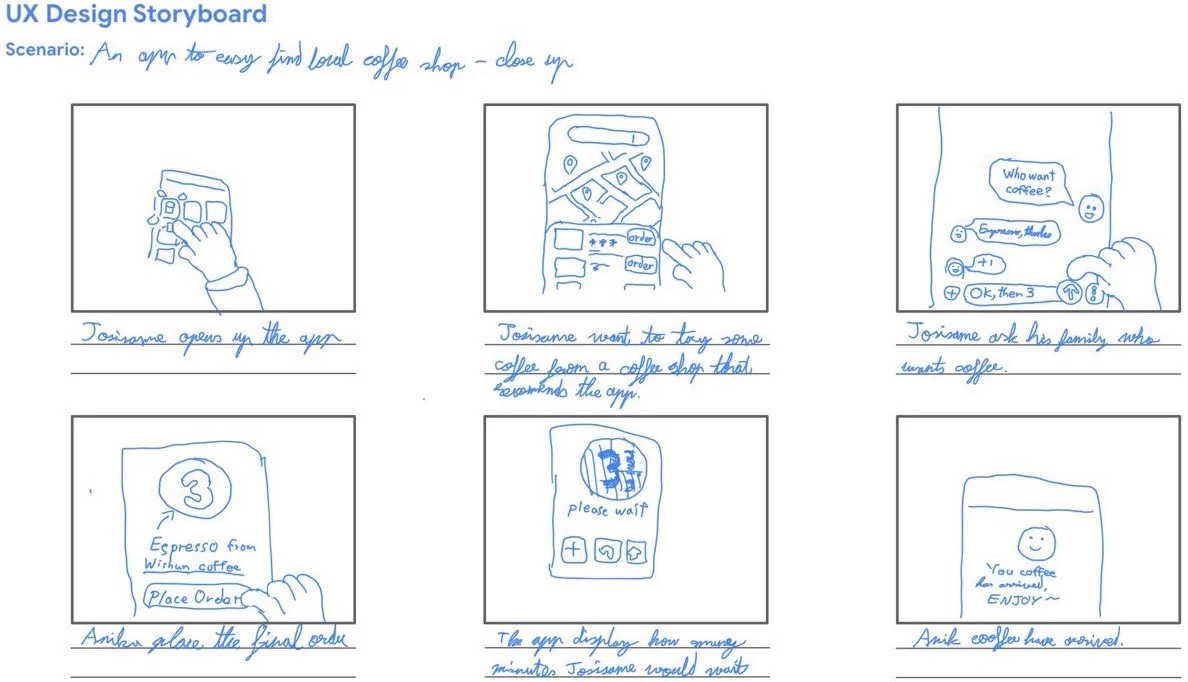 UX Design Storyboard
Scenario: An app to easy find local coffee shop - close up
order
order
Who want
coffee?
Espresso, thanks
+1
OK, then 3
Josisame opens up the app
Josisame want to try some
coffee from a coffee shop that
recomends the app.
Josisame ask his family who
wants coffee.
3
Espresso from
Wishun coffee
Place Order
3 min
please wait
You coffee
has arrived,
ENJOY~
Anika place the final order
The app display how many
minutes Josisame would wait
Anik cooffee have arrived.